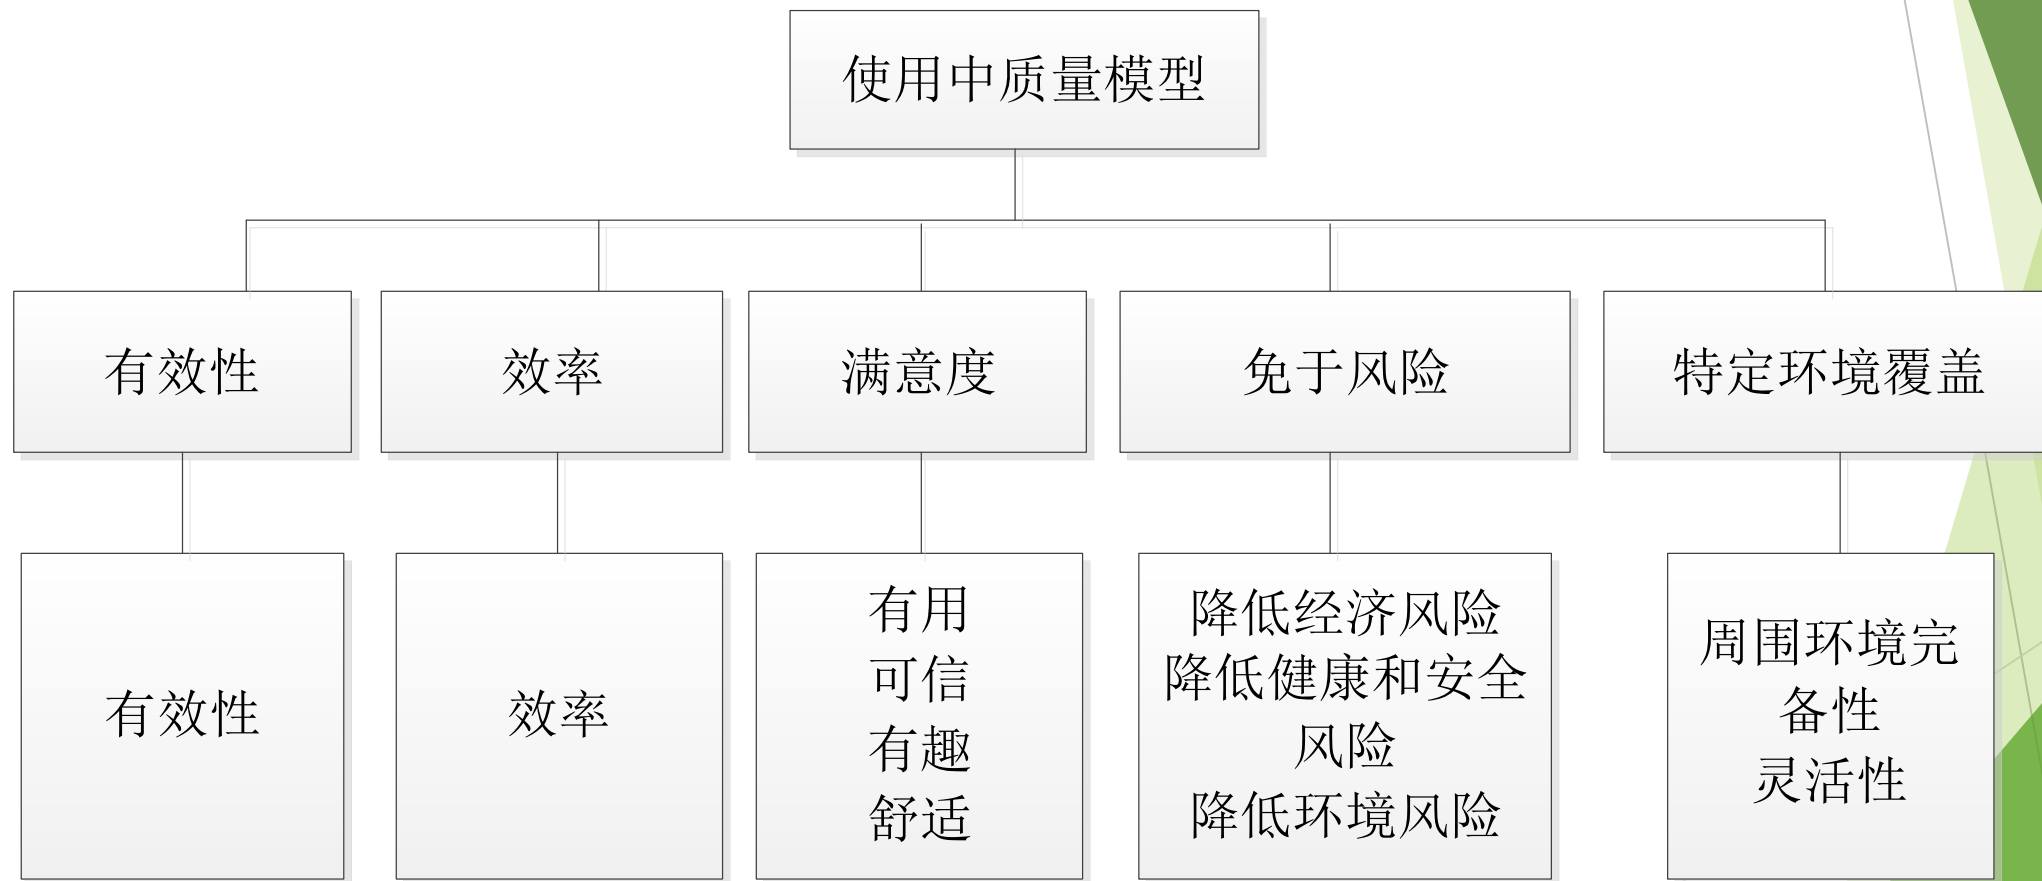 使用中质量模型
有效性
效率
满意度
免于风险
特定环境覆盖
有效性
效率
有用
可信
有趣
舒适
降低经济风险
降低健康和安全
风险
降低环境风险
周围环境完
备性
灵活性